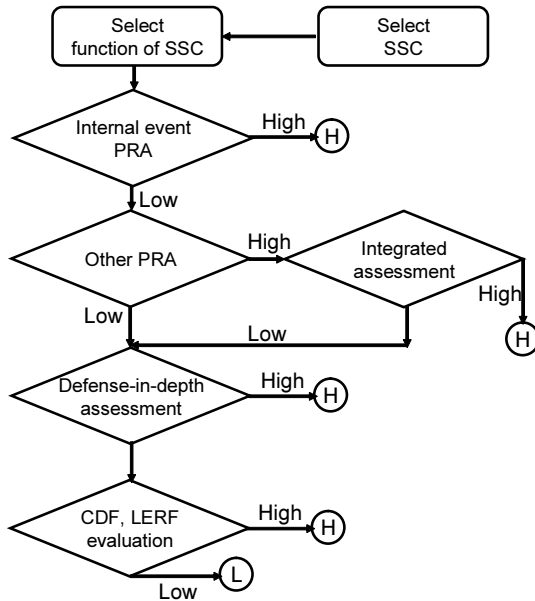 Select
function of SSC
Select
SSC
Internal event
PRA
High
H
Low
Other PRA
High
Integrated
assessment
High
H
Low
Low
Defense-in-depth
assessment
High
H
CDF, LERF
evaluation
High
H
Low
L